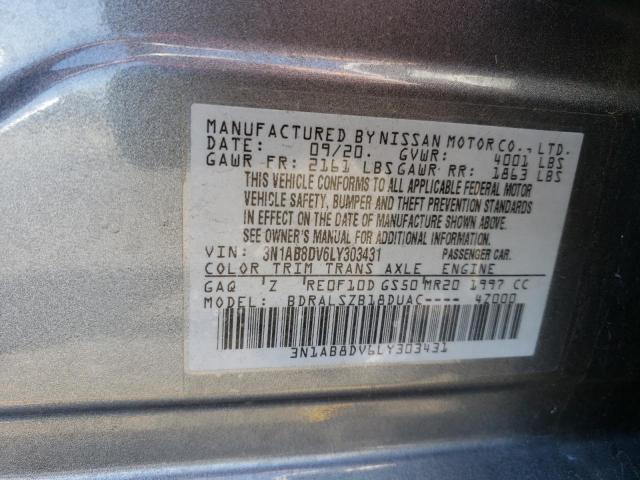 MANUFACTURED BY NISSAN MOTOR CO., LTD.
DATE: 09/20. GVWR: 4001 LBS
GAWR FR: 2161 LBS GAWR RR: 1863 LBS
THIS VEHICLE CONFORMS TO ALL APPLICABLE FEDERAL MOTOR
VEHICLE SAFETY, BUMPER AND THEFT PREVENTION STANDARDS
IN EFFECT ON THE DATE OF MANUFACTURE SHOWN ABOVE.
SEE OWNER'S MANUAL FOR ADDITIONAL INFORMATION.
VIN: 3N1AB8DV6LY303431 PASSENGER CAR.
COLOR TRIM TRANS AXLE ENGINE
GAQ Z RE0F10D GS50 MR20 1997 CC
BDRALSZB18DUAC---- 4Z000
3N1AB8DV6LY303431